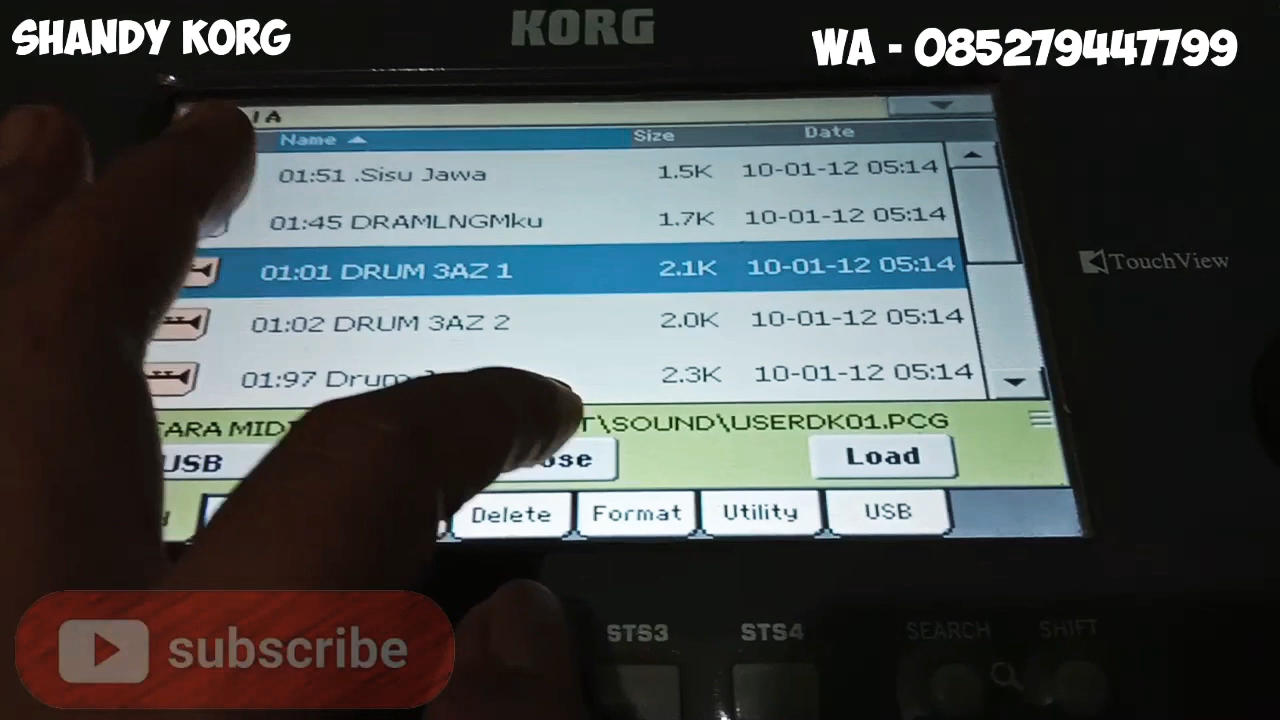 SHANDY KORG
WA - 085279447799
KORG
Name Size Date
01:51 .Sisu Jawa 1.5K 10-01-12 05:14
01:45 DRAMLNGMku 1.7K 10-01-12 05:14
01:01 DRUM 3AZ 1 2.1K 10-01-12 05:14
01:02 DRUM 3AZ 2 2.0K 10-01-12 05:14
01:97 Drum 2.3K 10-01-12 05:14
TouchView
\SOUND\USERDK01.PCG
USB Load
Delete Format Utility USB
STS3 STS4 SEARCH SHIFT
subscribe